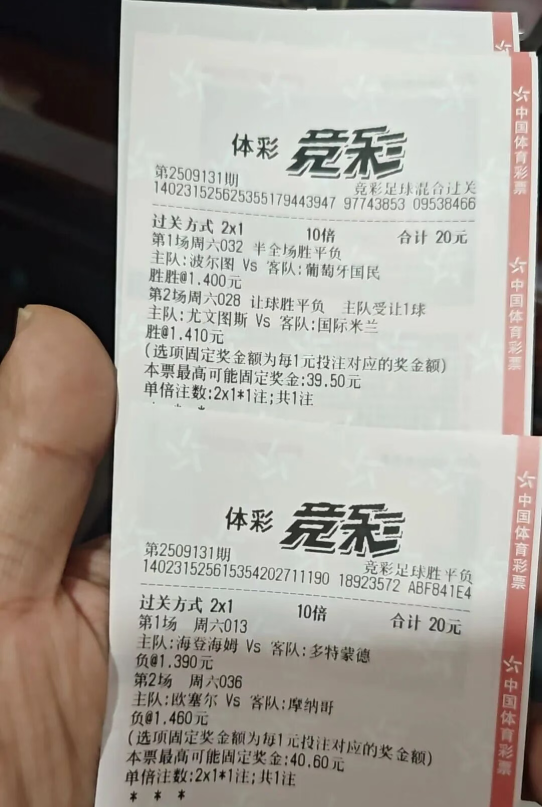 体彩 竞彩
第2509131期 竞彩足球混合过关
140231525625355179443947 97743853 09538466
过关方式 2x1 10倍 合计 20元
第1场周六032 半全场胜平负
主队:波尔图 Vs 客队:葡萄牙国民
胜胜@1.400元
第2场周六028 让球胜平负 主队受让1球
主队:尤文图斯 Vs 客队:国际米兰
胜@1.410元
(选项固定奖金额为每1元投注对应的奖金额)
本票最高可能固定奖金:39.50元
单倍注数:2x1*1注;共1注
中国体育彩票
中国体育彩票
体彩 竞彩
第2509131期 竞彩足球胜平负
140231525615354202711190 18923572 ABF841E4
过关方式 2x1 10倍 合计 20元
第1场 周六013
主队:海登海姆 Vs 客队:多特蒙德
负@1.390元
第2场 周六036
主队:欧塞尔 Vs 客队:摩纳哥
负@1.460元
(选项固定奖金额为每1元投注对应的奖金额)
本票最高可能固定奖金:40.60元
单倍注数:2x1*1注;共1注
* * *
中国体育彩票
中国体育彩票